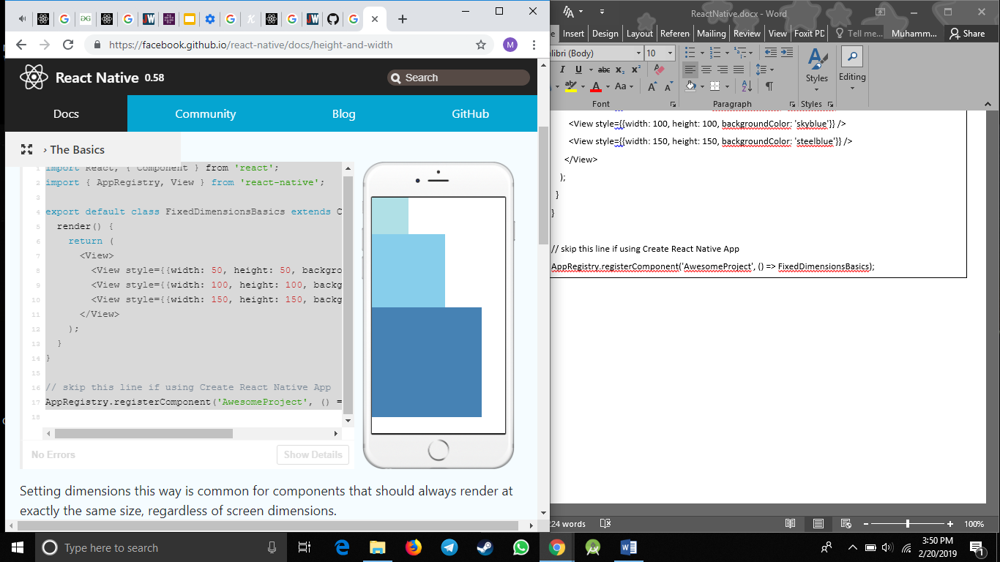 M
https://facebook.github.io/react-native/docs/height-and-width
React Native 0.58
Search
Docs
Community
Blog
GitHub
› The Basics
1 import React, { Component } from 'react';
2 import { AppRegistry, View } from 'react-native';
3
4 export default class FixedDimensionsBasics extends C
5 render() {
6 return (
7 <View>
8 <View style={{width: 50, height: 50, backgro
9 <View style={{width: 100, height: 100, backg
10 <View style={{width: 150, height: 150, backg
11 </View>
12 );
13 }
14 }
15
16 // skip this line if using Create React Native App
17 AppRegistry.registerComponent('AwesomeProject', () =
18
No Errors
Show Details
Setting dimensions this way is common for components that should always render at
exactly the same size, regardless of screen dimensions.
ReactNative.docx - Word
Insert Design Layout Referen Mailing Review View Foxit PD Tell me... Muhamm... Share
libri (Body) 10
Styles
Editing
Paragraph
Styles
<View style={{width: 100, height: 100, backgroundColor: 'skyblue'}} />
<View style={{width: 150, height: 150, backgroundColor: 'steelblue'}} />
</View>
);
}
}
// skip this line if using Create React Native App
AppRegistry.registerComponent('AwesomeProject', () => FixedDimensionsBasics);
24 words
100%
Type here to search
3:50 PM
2/20/2019
1